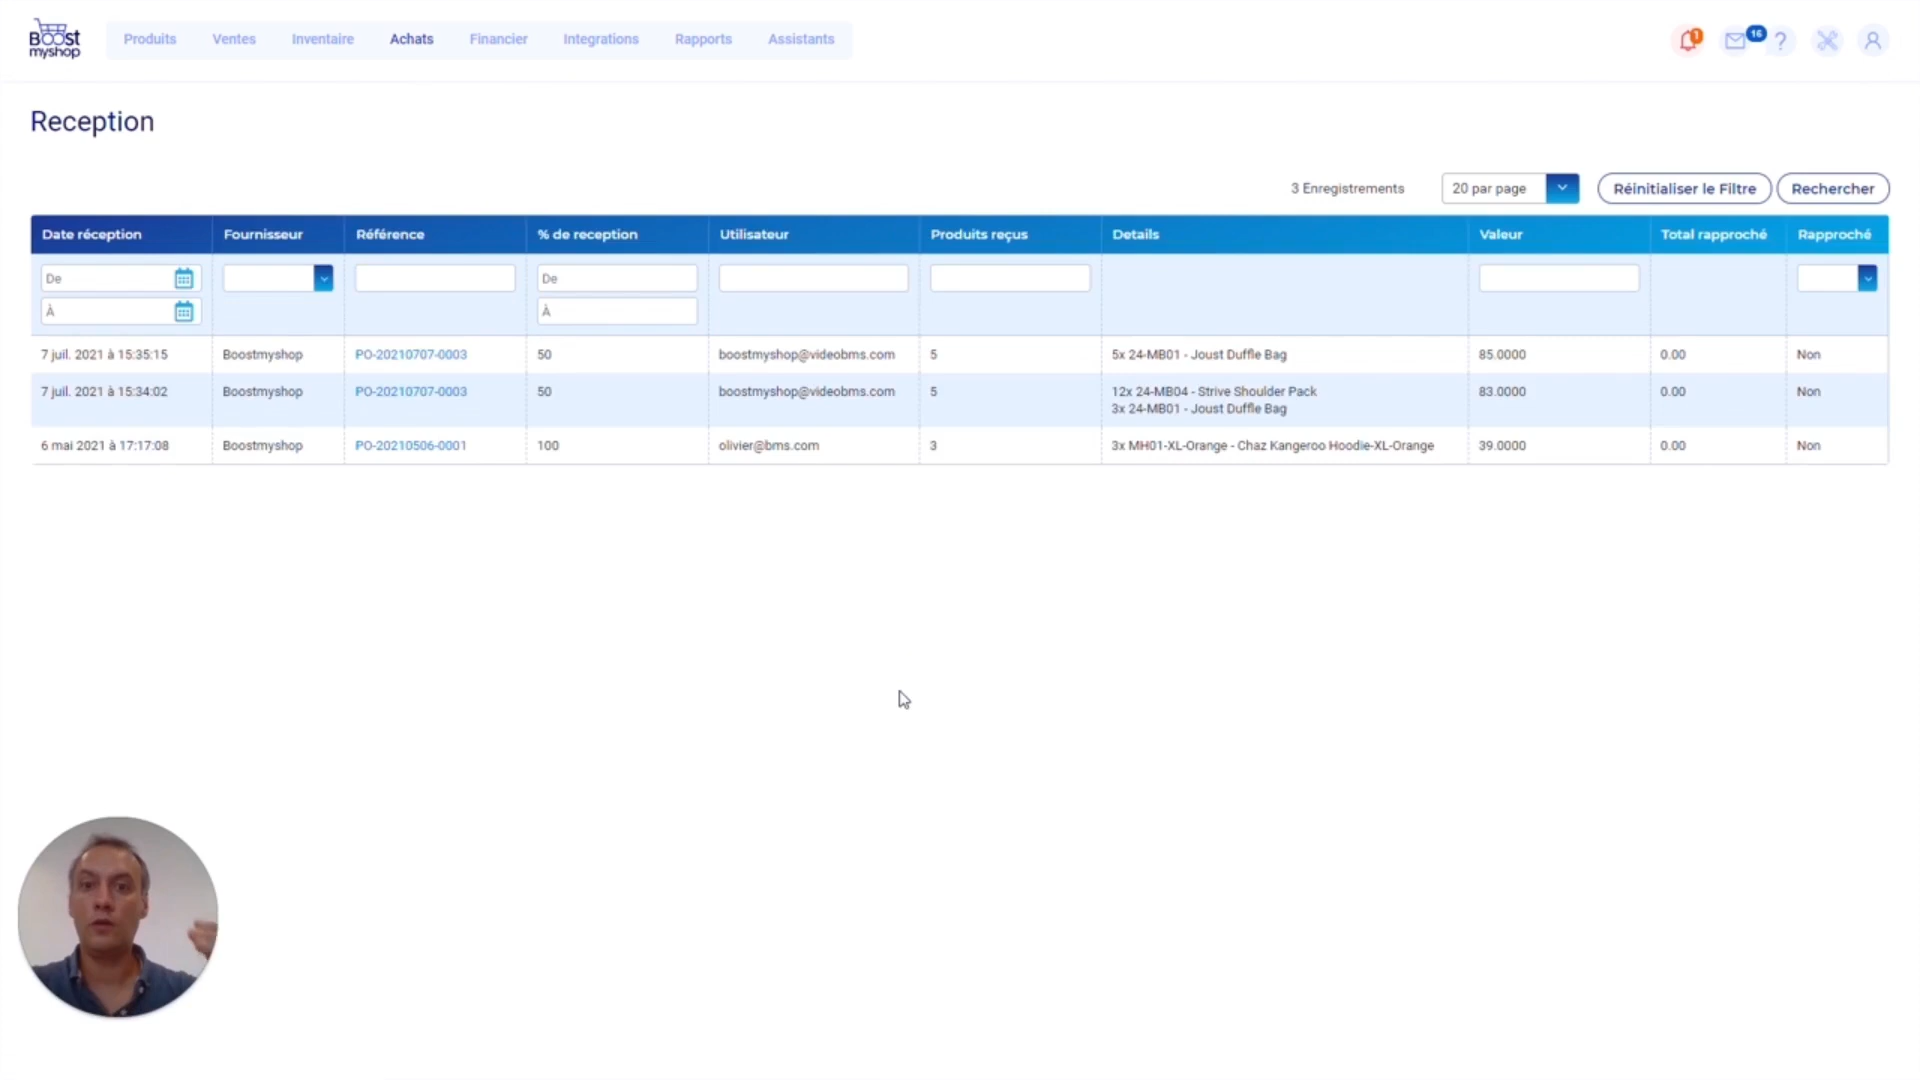 Boost
myshop
Produits Ventes Inventaire Achats Financier Integrations Rapports Assistants
1 16 ?
Reception
3 Enregistrements 20 par page Réinitialiser le Filtre Rechercher
Date réception Fournisseur Référence % de reception Utilisateur Produits reçus Details Valeur Total rapproché Rapproché
De De
À À
7 juil. 2021 à 15:35:15 Boostmyshop PO-20210707-0003 50 boostmyshop@videobms.com 5 5x 24-MB01 - Joust Duffle Bag 85.0000 0.00 Non
7 juil. 2021 à 15:34:02 Boostmyshop PO-20210707-0003 50 boostmyshop@videobms.com 5 12x 24-MB04 - Strive Shoulder Pack 83.0000 0.00 Non
3x 24-MB01 - Joust Duffle Bag
6 mai 2021 à 17:17:08 Boostmyshop PO-20210506-0001 100 olivier@bms.com 3 3x MH01-XL-Orange - Chaz Kangeroo Hoodie-XL-Orange 39.0000 0.00 Non